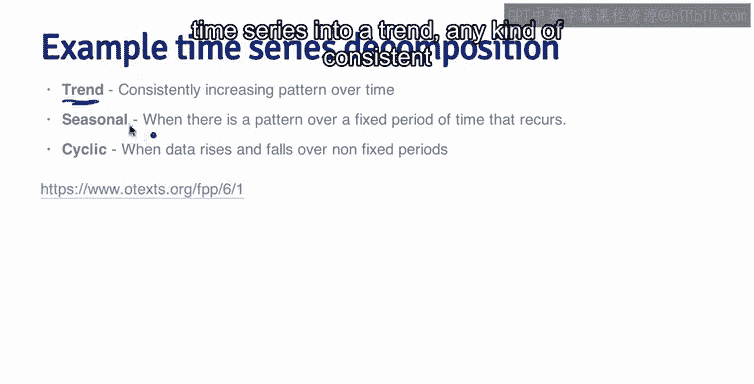 time series into a trend, any kind of
consistent
Example time series decomposition
· Trend - Consistently increasing pattern over time
· Seasonal - When there is a pattern over a fixed period of time that recurs.
· Cyclic - When data rises and falls over non fixed periods
https://www.otexts.org/fpp/6/1